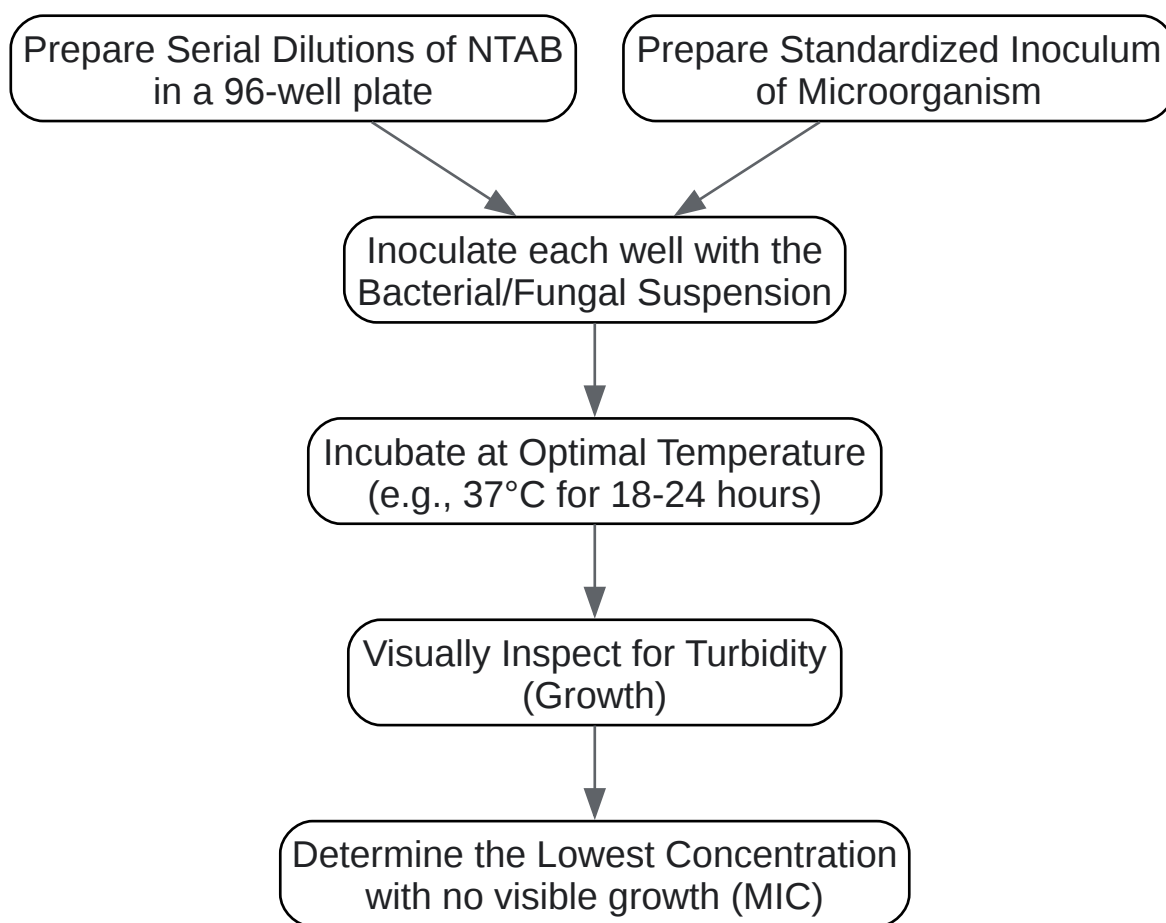 Prepare Serial Dilutions of NTAB
in a 96-well plate
Prepare Standardized Inoculum
of Microorganism
Inoculate each well with the
Bacterial/Fungal Suspension
Incubate at Optimal Temperature
(e.g., 37°C for 18-24 hours)
Visually Inspect for Turbidity
(Growth)
Determine the Lowest Concentration
with no visible growth (MIC)